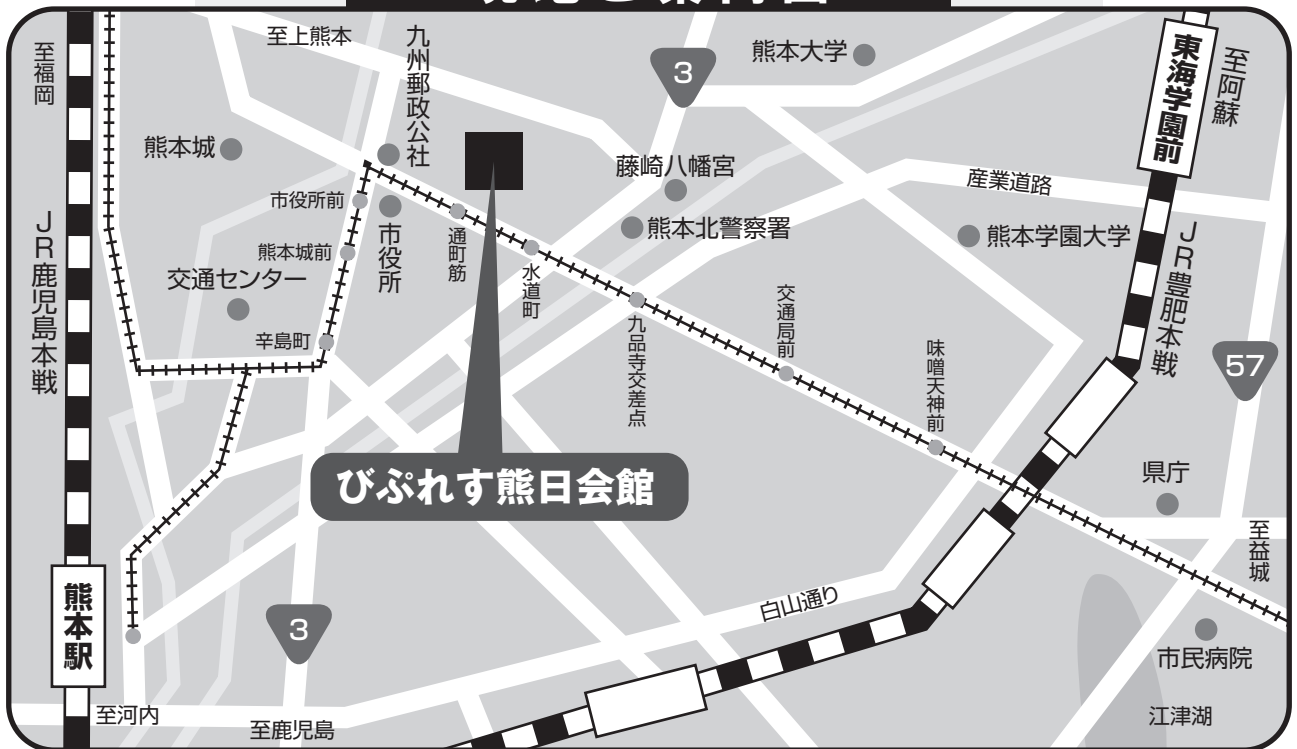 至福岡
至上熊本
九州郵政公社
3
熊本大学
東海学園前
至阿蘇
熊本城
藤崎八幡宮
産業道路
市役所前
熊本北警察署
熊本学園大学
JR鹿児島本戦
熊本城前
市役所
通町筋
水道町
JR豊肥本戦
交通センター
九品寺交差点
交通局前
辛島町
味噌天神前
57
びぷれす熊日会館
県庁
至益城
熊本駅
3
白山通り
市民病院
至河内
至鹿児島
江津湖